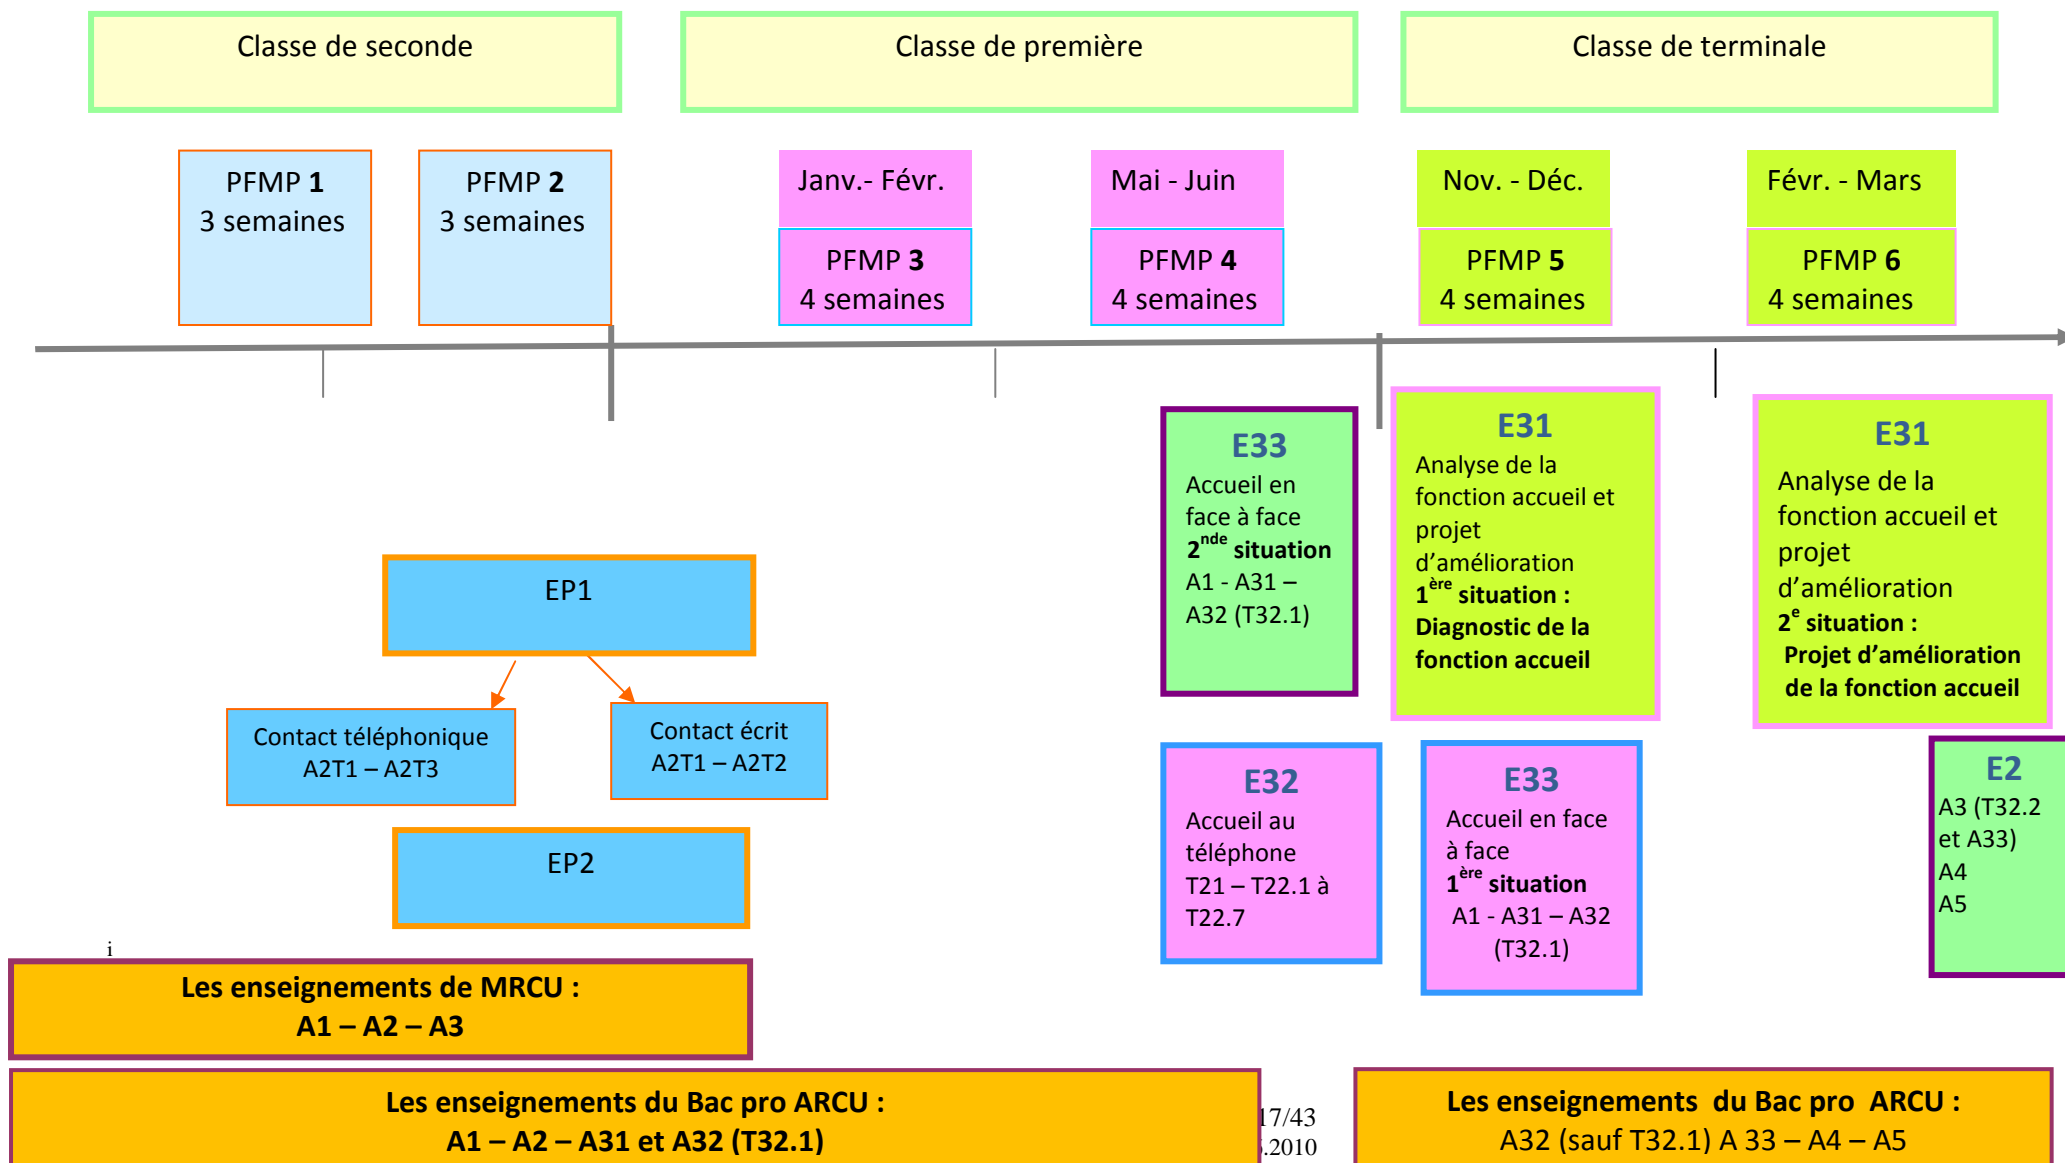 Classe de seconde
Classe de première
Classe de terminale
PFMP 1
3 semaines
PFMP 2
3 semaines
Janv.- Févr.
PFMP 3
4 semaines
Mai - Juin
PFMP 4
4 semaines
Nov. - Déc.
PFMP 5
4 semaines
Févr. - Mars
PFMP 6
4 semaines
E33
Accueil en
face à face
2nde situation
A1 - A31 –
A32 (T32.1)
E31
Analyse de la
fonction accueil et
projet
d’amélioration
1ère situation :
Diagnostic de la
fonction accueil
E31
Analyse de la
fonction accueil et
projet
d’amélioration
2e situation :
Projet d’amélioration
de la fonction accueil
EP1
Contact téléphonique
A2T1 – A2T3
Contact écrit
A2T1 – A2T2
EP2
E32
Accueil au
téléphone
T21 – T22.1 à
T22.7
E33
Accueil en face
à face
1ère situation
A1 - A31 – A32
(T32.1)
E2
A3 (T32.2
et A33)
A4
A5
i
Les enseignements de MRCU :
A1 – A2 – A3
Les enseignements du Bac pro ARCU :
A1 – A2 – A31 et A32 (T32.1)
17/43
.2010
Les enseignements du Bac pro ARCU :
A32 (sauf T32.1) A 33 – A4 – A5